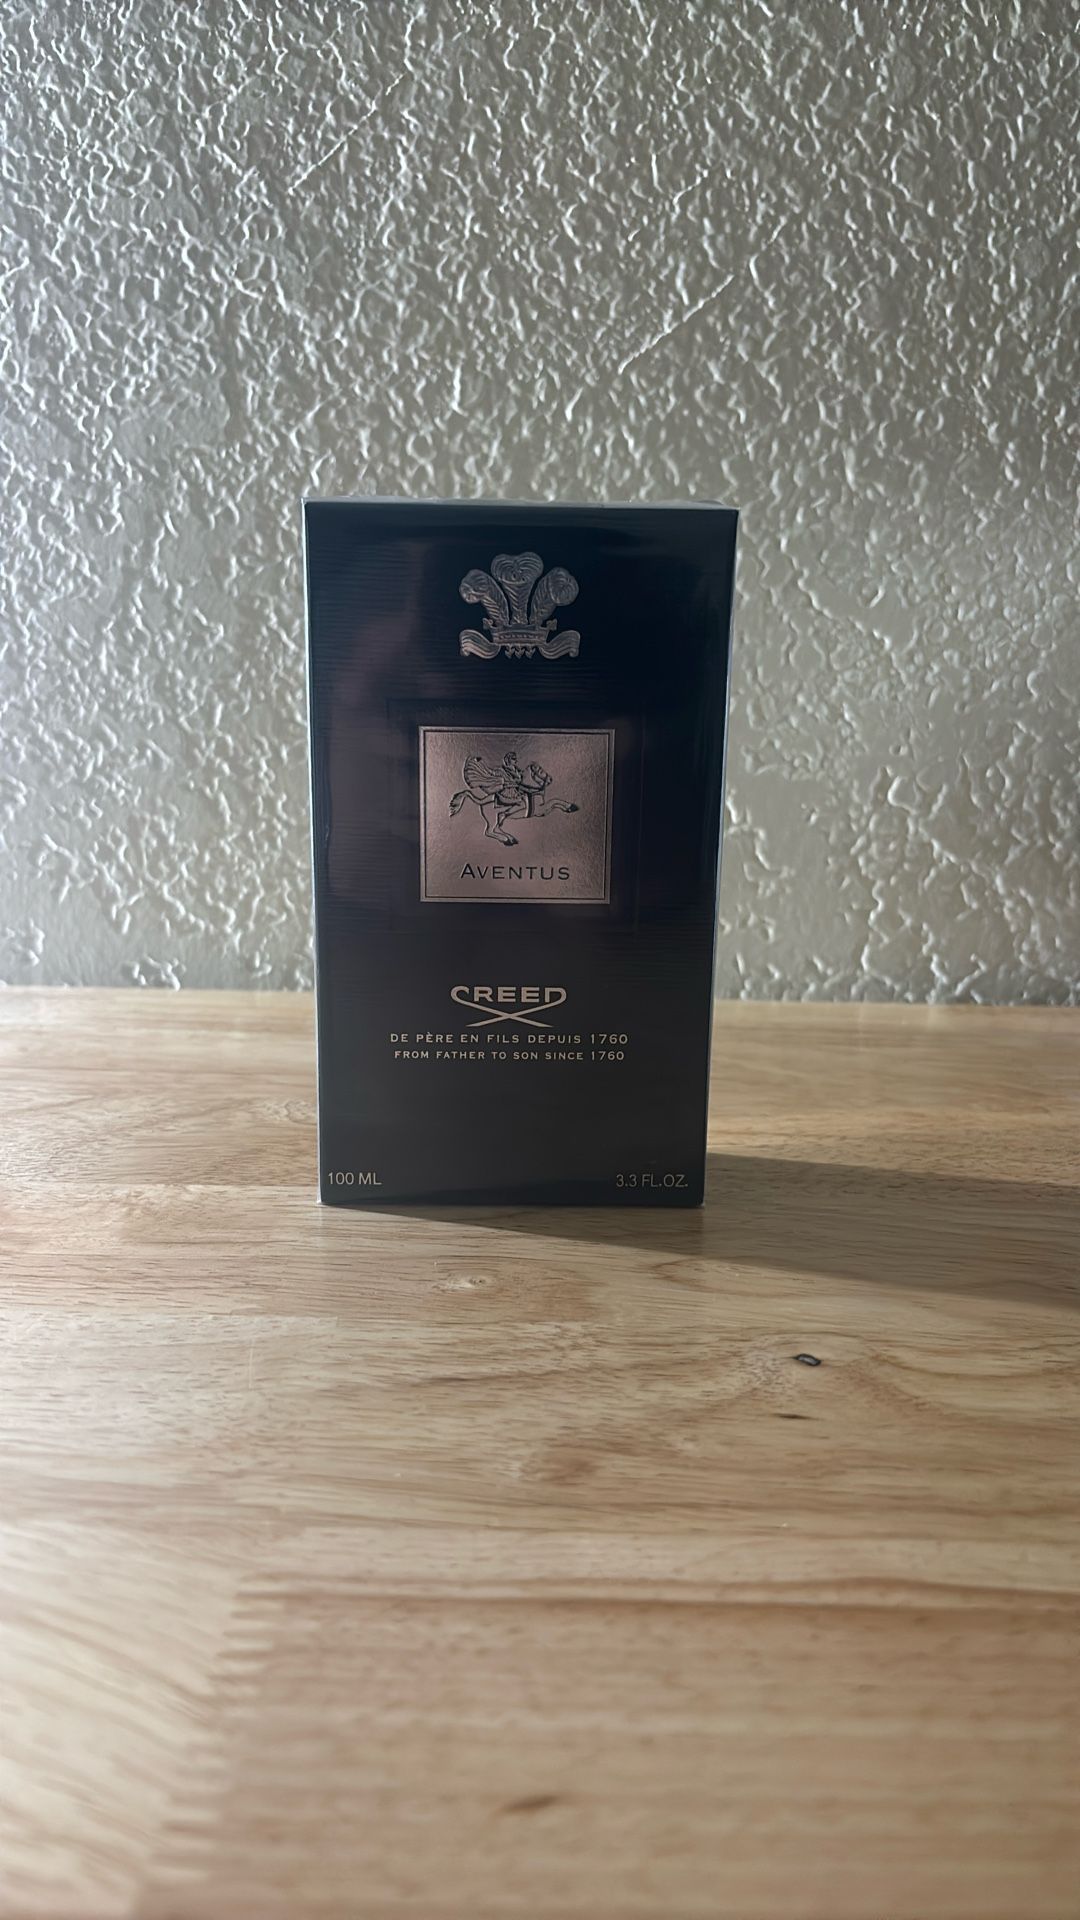 AVENTUS
CREED
DE PÈRE EN FILS DEPUIS 1760
FROM FATHER TO SON SINCE 1760
100 ML
3.3 FL.OZ.